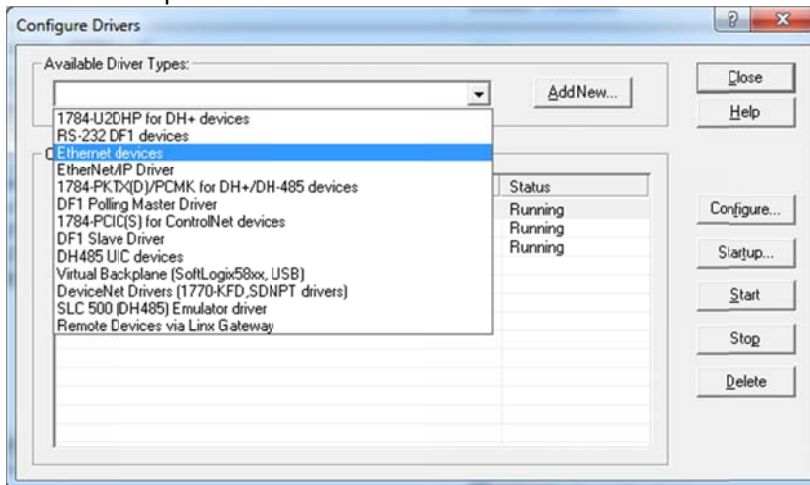 Configure Drivers
Available Driver Types:
Add New...
Close
Help
1784-U2DHP for DH+ devices
RS-232 DF1 devices
Ethernet devices
EtherNet/IP Driver
1784-PKTX(D)/PCMK for DH+/DH-485 devices
DF1 Polling Master Driver
1784-PCIC(S) for ControlNet devices
DF1 Slave Driver
DH485 UIC devices
Virtual Backplane (SoftLogix58xx, USB)
DeviceNet Drivers (1770-KFD,SDNPT drivers)
SLC 500 (DH485) Emulator driver
Remote Devices via Linx Gateway
Status
Running
Running
Running
Configure...
Startup...
Start
Stop
Delete